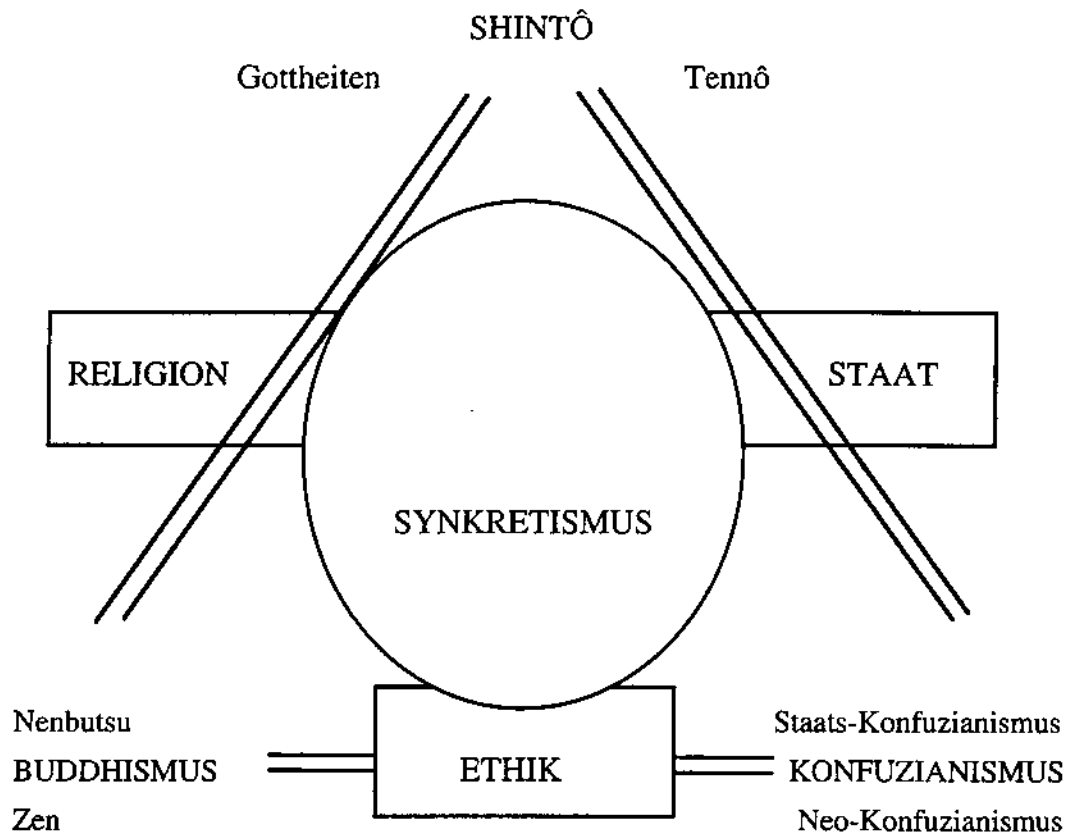 SHINTÔ
Gottheiten Tennô
RELIGION STAAT
SYNKRETISMUS
Nenbutsu Staats-Konfuzianismus
BUDDHISMUS ETHIK KONFUZIANISMUS
Zen Neo-Konfuzianismus